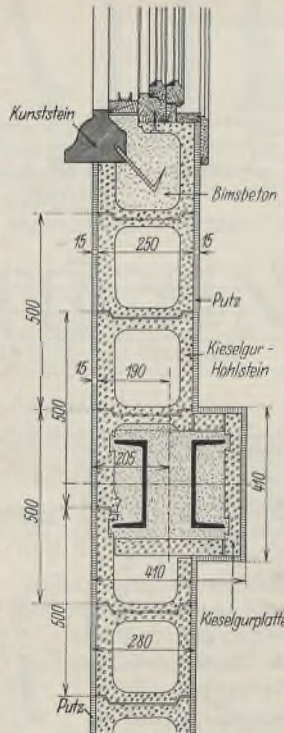 Kunststein
Bimsbeton
15
250
15
500
Putz
Kieselgur-
Hohlstein
15
190
500
205
410
500
500
410
Kieselgurplatte
280
Putz